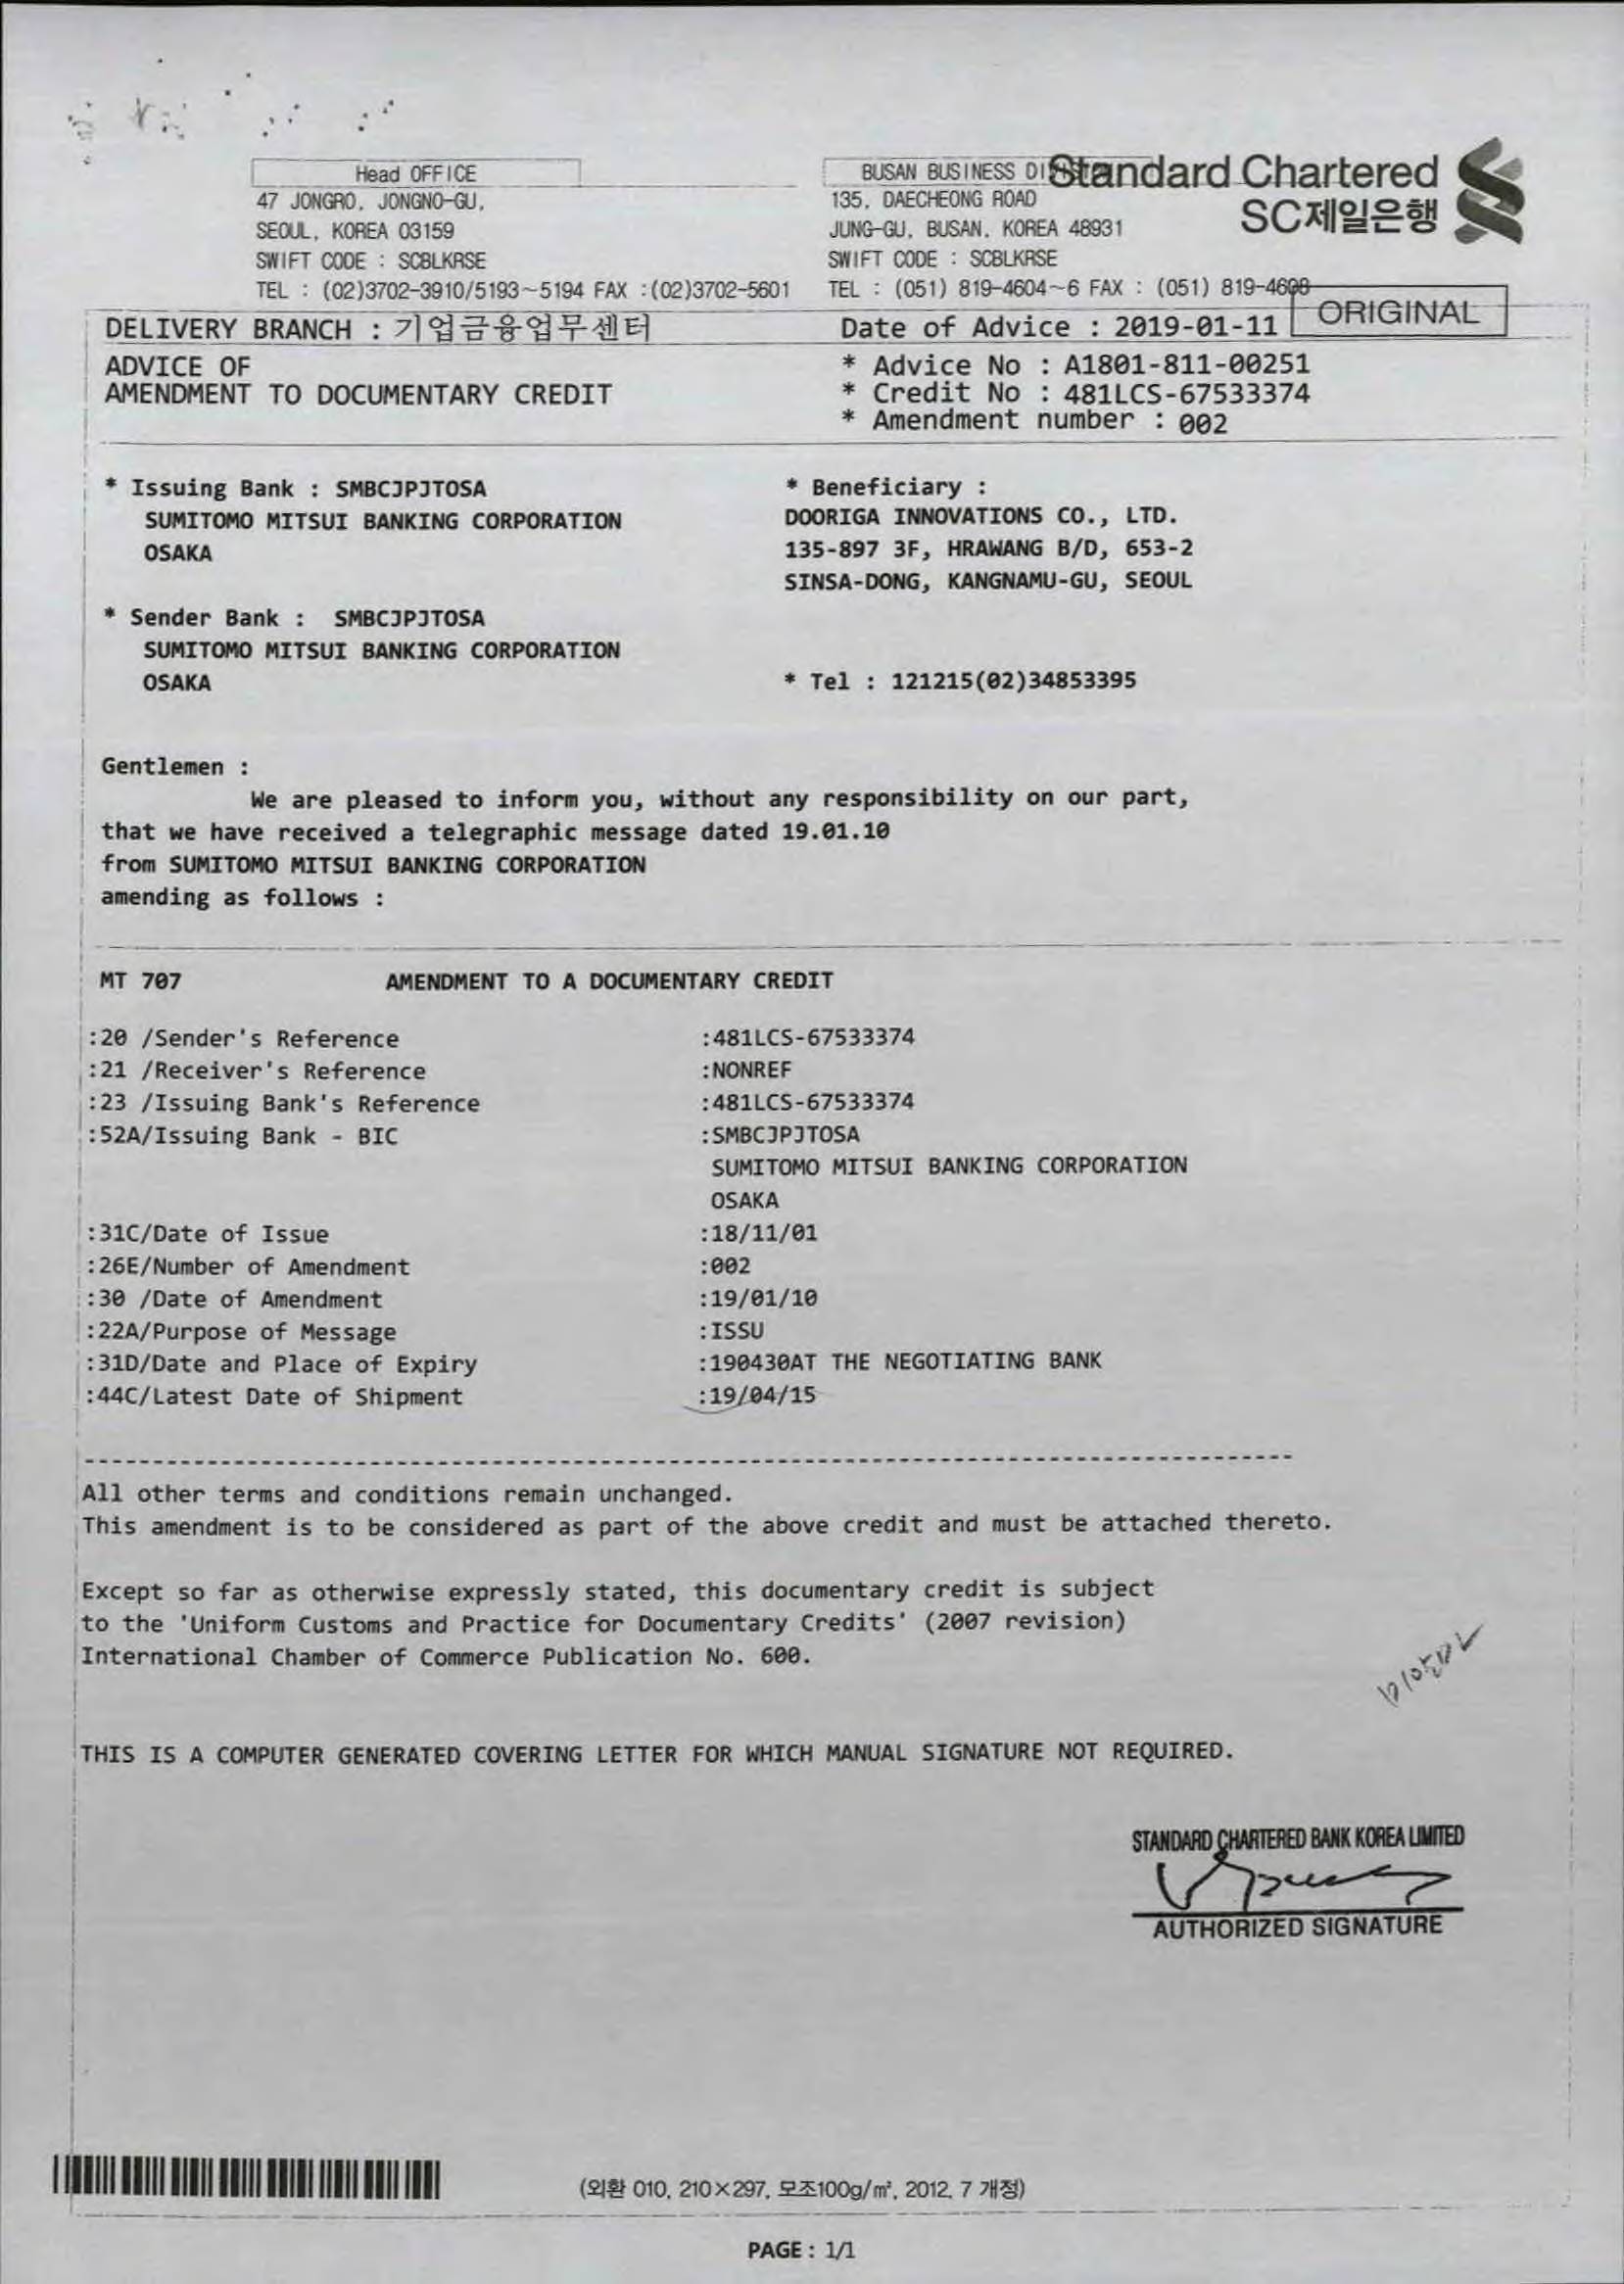 Head OFFICE
47 JONGRO, JONGNO-GU,
SEOUL, KOREA 03159
SWIFT CODE : SCBLKRSE
TEL : (02)3702-3910/5193~5194 FAX :(02)3702-5601
BUSAN BUSINESS
135, DAECHEONG ROAD
JUNG-GU, BUSAN, KOREA 48931
SWIFT CODE : SCBLKRSE
TEL : (051) 819-4604~6 FAX : (051)
Standard Chartered
SC제일은행
ORIGINAL
DELIVERY BRANCH : 기업금융업무센터
Date of Advice : 2019-01-11
ADVICE OF
AMENDMENT TO DOCUMENTARY CREDIT
* Advice No : A1801-811-00251
* Credit No : 481LCS-67533374
* Amendment number : 002
* Issuing Bank : SMBCJPJTOSA
SUMITOMO MITSUI BANKING CORPORATION
OSAKA
* Sender Bank : SMBCJPJTOSA
SUMITOMO MITSUI BANKING CORPORATION
OSAKA
* Beneficiary :
DOORIGA INNOVATIONS CO., LTD.
135-897 3F, HRAWANG B/D, 653-2
SINSA-DONG, KANGNAMU-GU, SEOUL
* Tel : 121215(02)34853395
Gentlemen :
We are pleased to inform you, without any responsibility on our part,
that we have received a telegraphic message dated 19.01.10
from SUMITOMO MITSUI BANKING CORPORATION
amending as follows :
MT 707 AMENDMENT TO A DOCUMENTARY CREDIT
:20 /Sender's Reference :481LCS-67533374
:21 /Receiver's Reference :NONREF
:23 /Issuing Bank's Reference :481LCS-67533374
:52A/Issuing Bank - BIC :SMBCJPJTOSA
SUMITOMO MITSUI BANKING CORPORATION
OSAKA
:31C/Date of Issue :18/11/01
:26E/Number of Amendment :002
:30 /Date of Amendment :19/01/10
:22A/Purpose of Message :ISSU
:31D/Date and Place of Expiry :190430AT THE NEGOTIATING BANK
:44C/Latest Date of Shipment :19/04/15
All other terms and conditions remain unchanged.
This amendment is to be considered as part of the above credit and must be attached thereto.
Except so far as otherwise expressly stated, this documentary credit is subject
to the 'Uniform Customs and Practice for Documentary Credits' (2007 revision)
International Chamber of Commerce Publication No. 600.
THIS IS A COMPUTER GENERATED COVERING LETTER FOR WHICH MANUAL SIGNATURE NOT REQUIRED.
STANDARD CHARTERED BANK KOREA LIMITED
AUTHORIZED SIGNATURE
(외환 010, 210×297, 모조100g/㎡, 2012. 7 개정)
PAGE : 1/1